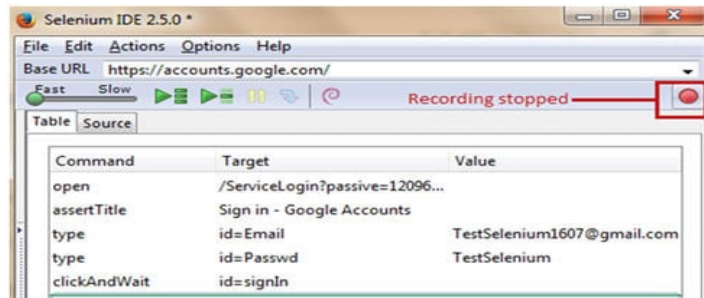 Selenium IDE 2.5.0 *
File Edit Actions Options Help
Base URL https://accounts.google.com/
Fast Slow Recording stopped
Table Source
Command Target Value
open /ServiceLogin?passive=12096...
assertTitle Sign in - Google Accounts
type id=Email TestSelenium1607@gmail.com
type id=Passwd TestSelenium
clickAndWait id=signIn